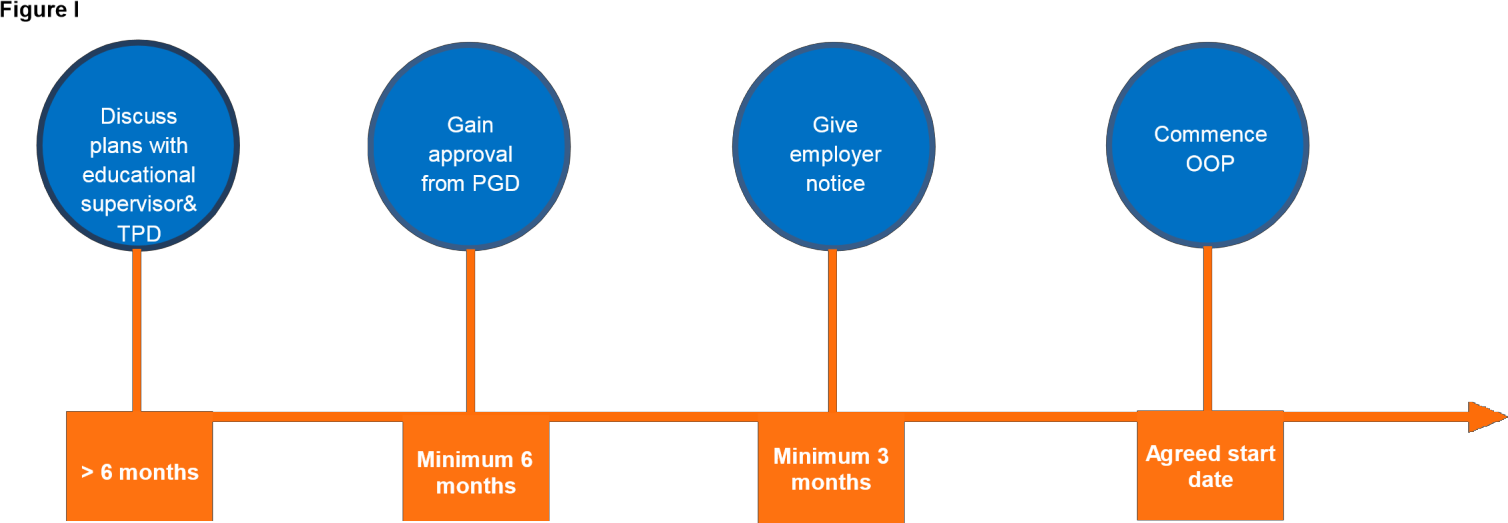 Figure I
Discuss
plans with
educational
supervisor&
TPD
Gain
approval
from PGD
Give
employer
notice
Commence
OOP
> 6 months
Minimum 6
months
Minimum 3
months
Agreed start
date